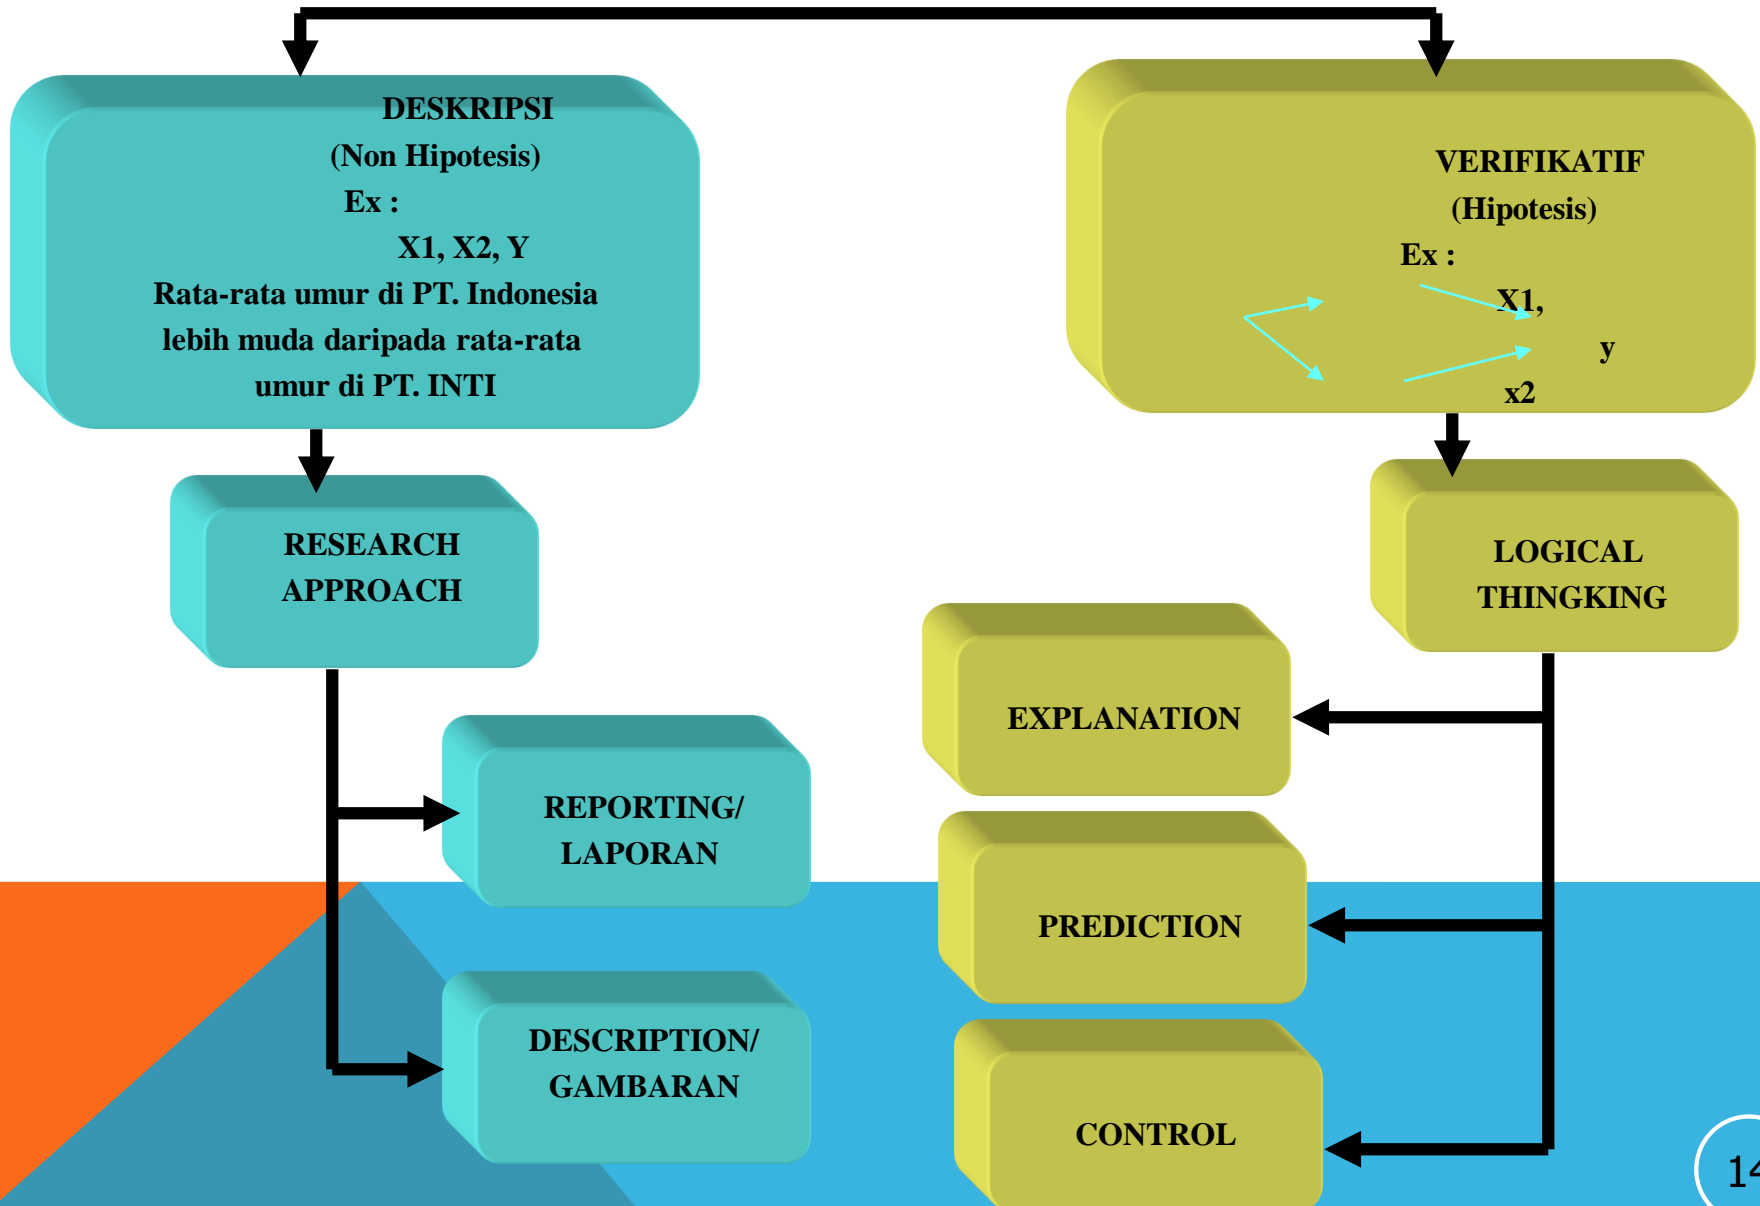 DESKRIPSI
(Non Hipotesis)
Ex :
X1, X2, Y
Rata-rata umur di PT. Indonesia
lebih muda daripada rata-rata
umur di PT. INTI
VERIFIKATIF
(Hipotesis)
Ex :
X1,
y
x2
RESEARCH
APPROACH
LOGICAL
THINGKING
REPORTING/
LAPORAN
DESCRIPTION/
GAMBARAN
EXPLANATION
PREDICTION
CONTROL
14